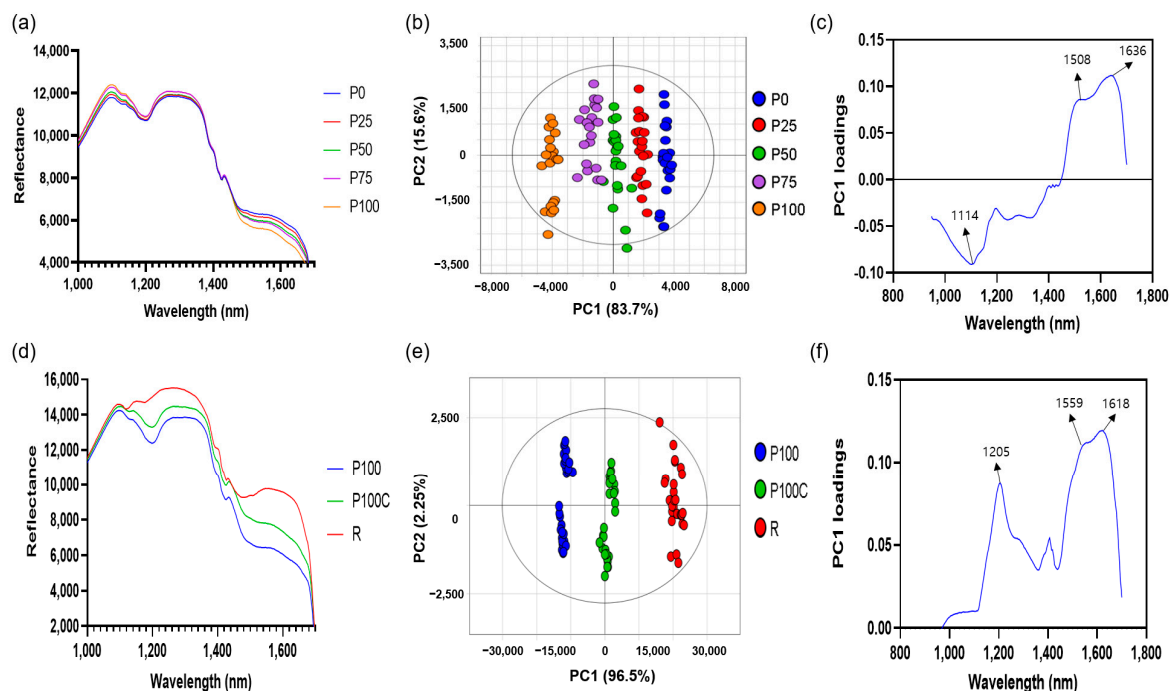 (a)
14,000
12,000
10,000
8,000
6,000
4,000
Reflectance
1,000
1,200
1,400
1,600
Wavelength (nm)
P0
P25
P50
P75
P100
(b)
3,500
1,500
0
−1,500
−3,500
PC2 (15.6%)
−8,000
−4,000
0
4,000
8,000
PC1 (83.7%)
P0
P25
P50
P75
P100
(c)
0.15
0.10
0.05
0.00
-0.05
-0.10
PC1 loadings
1508
1636
1114
800
1,000
1,200
1,400
1,600
1,800
Wavelength (nm)
(d)
16,000
14,000
12,000
10,000
8,000
6,000
4,000
2,000
Reflectance
1,000
1,200
1,400
1,600
Wavelength (nm)
P100
P100C
R
(e)
2,500
0
−2,500
PC2 (2.25%)
−30,000
−15,000
0
15,000
30,000
PC1 (96.5%)
P100
P100C
R
(f)
0.15
0.10
0.05
0.00
PC1 loadings
1205
1559
1618
800
1,000
1,200
1,400
1,600
1,800
Wavelength (nm)